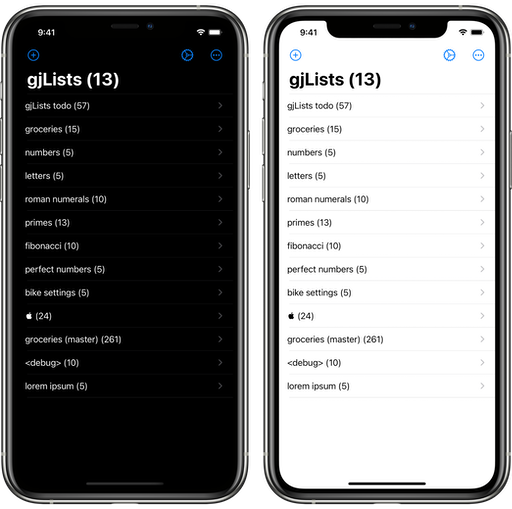 9:41
gjLists (13)
gjLists todo (57)
groceries (15)
numbers (5)
letters (5)
roman numerals (10)
primes (13)
fibonacci (10)
perfect numbers (5)
bike settings (5)
(24)
groceries (master) (261)
<debug> (10)
lorem ipsum (5)
9:41
gjLists (13)
gjLists todo (57)
groceries (15)
numbers (5)
letters (5)
roman numerals (10)
primes (13)
fibonacci (10)
perfect numbers (5)
bike settings (5)
(24)
groceries (master) (261)
<debug> (10)
lorem ipsum (5)